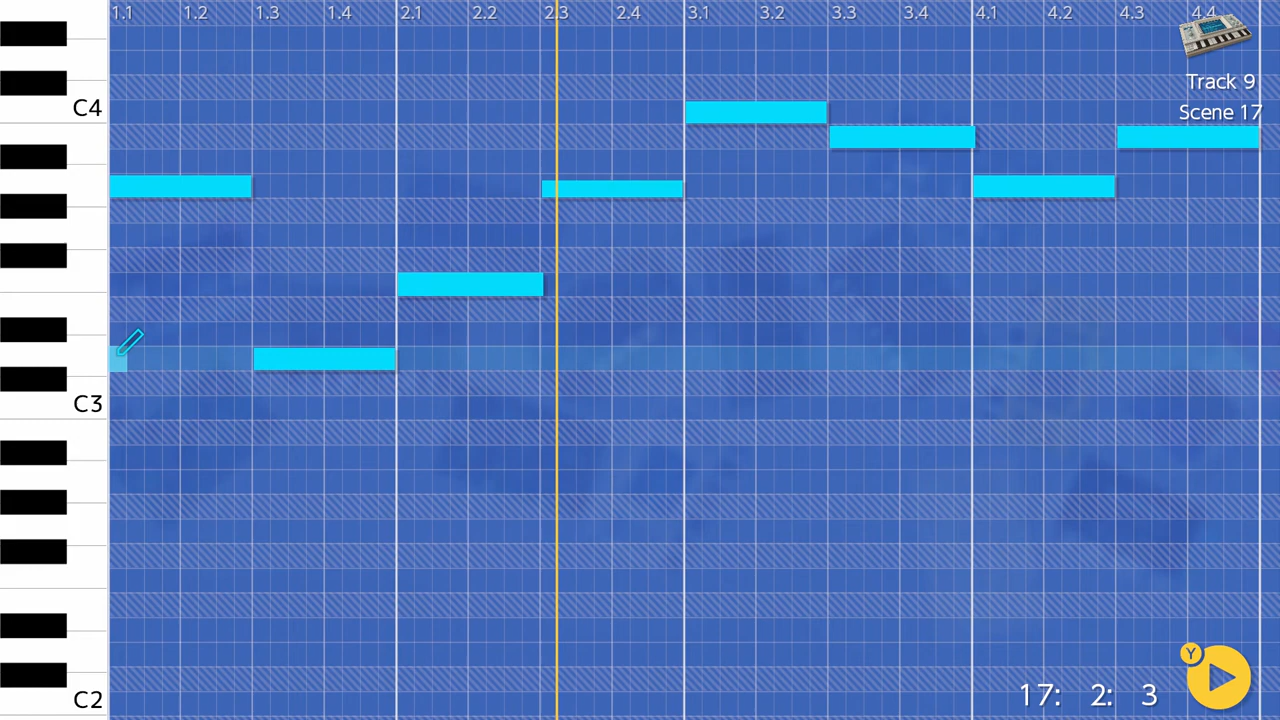 1.1 1.2 1.3 1.4 2.1 2.2 2.3 2.4 3.1 3.2 3.3 3.4 4.1 4.2 4.3 4.4
Track 9
C4
Scene 17
C3
Y
17: 2: 3
C2